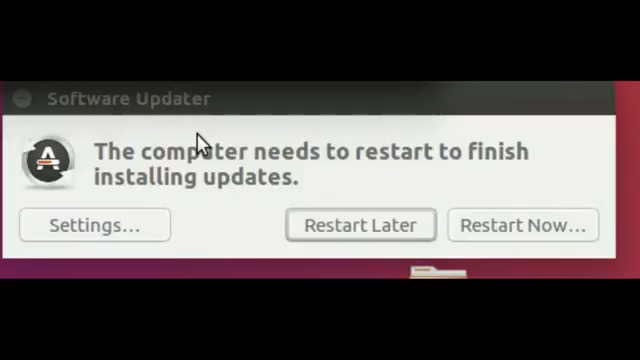 Software Updater
The computer needs to restart to finish
installing updates.
Settings...
Restart Later
Restart Now...